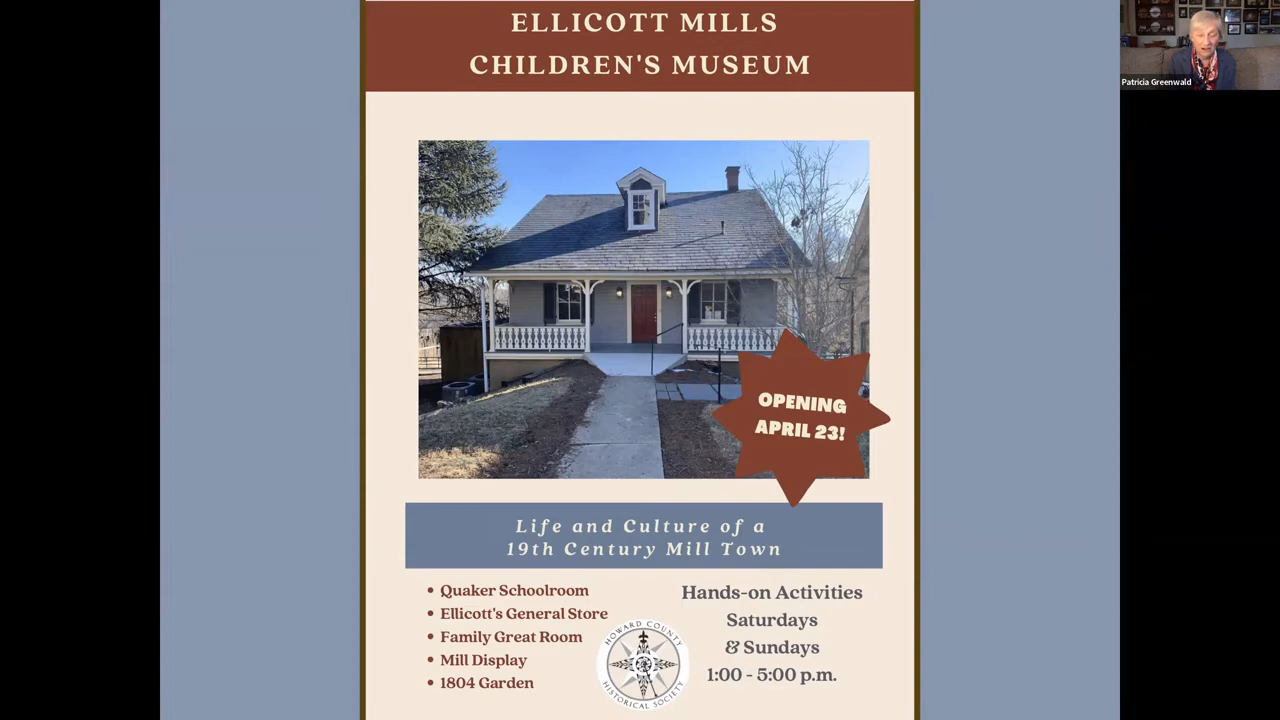 ELLICOTT MILLS
CHILDREN'S MUSEUM
Patricia Greenwald
OPENING
APRIL 23!
Life and Culture of a
19th Century Mill Town
• Quaker Schoolroom
• Ellicott's General Store
• Family Great Room
• Mill Display
• 1804 Garden
HOWARD COUNTY
HISTORICAL SOCIETY
Hands-on Activities
Saturdays
& Sundays
1:00 - 5:00 p.m.